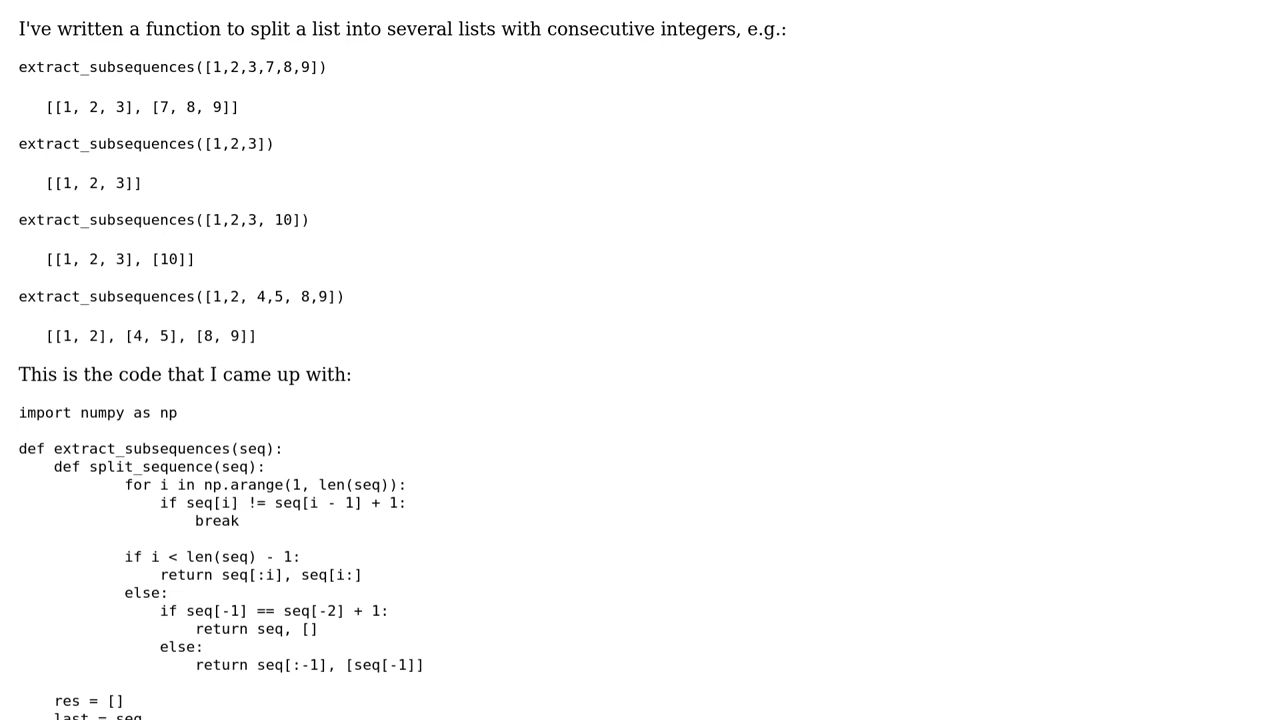 I've written a function to split a list into several lists with consecutive integers, e.g.:
extract_subsequences([1,2,3,7,8,9])
[[1, 2, 3], [7, 8, 9]]
extract_subsequences([1,2,3])
[[1, 2, 3]]
extract_subsequences([1,2,3, 10])
[[1, 2, 3], [10]]
extract_subsequences([1,2, 4,5, 8,9])
[[1, 2], [4, 5], [8, 9]]
This is the code that I came up with:
import numpy as np
def extract_subsequences(seq):
    def split_sequence(seq):
            for i in np.arange(1, len(seq)):
                if seq[i] != seq[i - 1] + 1:
                    break
            if i < len(seq) - 1:
                return seq[:i], seq[i:]
            else:
                if seq[-1] == seq[-2] + 1:
                    return seq, []
                else:
                    return seq[:-1], [seq[-1]]
    res = []
    last = seq